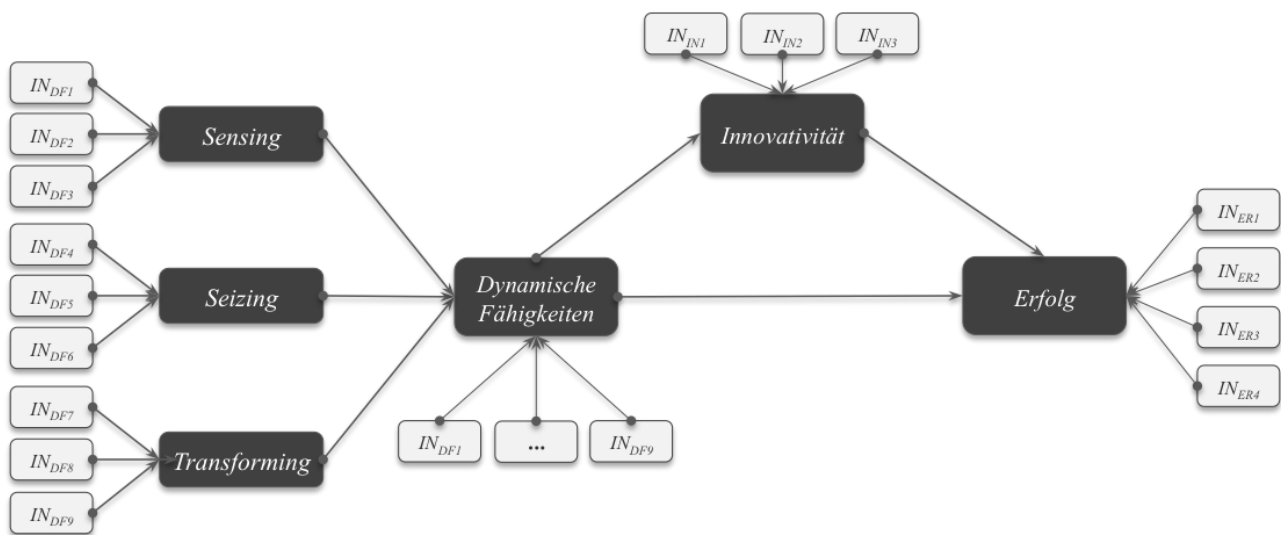 IN_IN1 IN_IN2 IN_IN3
IN_DF1
IN_DF2
IN_DF3
Sensing
Innovativität
IN_DF4
IN_DF5
IN_DF6
Seizing
Dynamische
Fähigkeiten
Erfolg
IN_ER1
IN_ER2
IN_ER3
IN_ER4
IN_DF7
IN_DF8
IN_DF9
Transforming
IN_DF1 ... IN_DF9